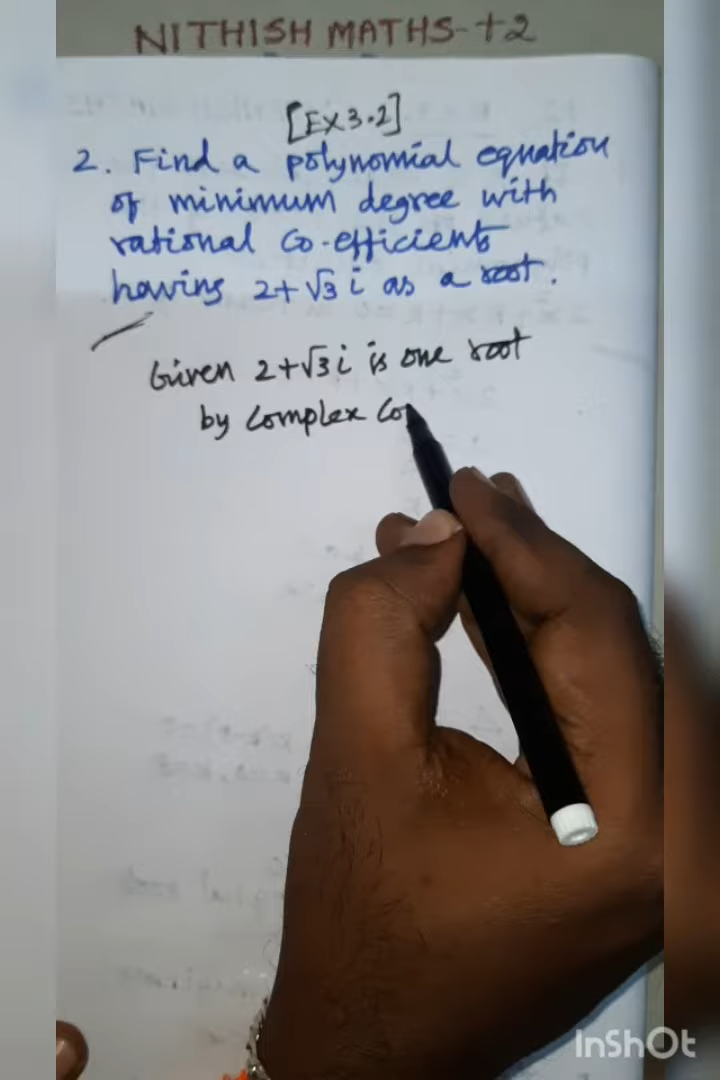 NITHISH MATHS-+2
[EX 3.2]
2. Find a polynomial equation
of minimum degree with
rational Co-efficients
having 2+√3 i as a root.
Given 2+√3 i is one root
by Complex Co
InShOt